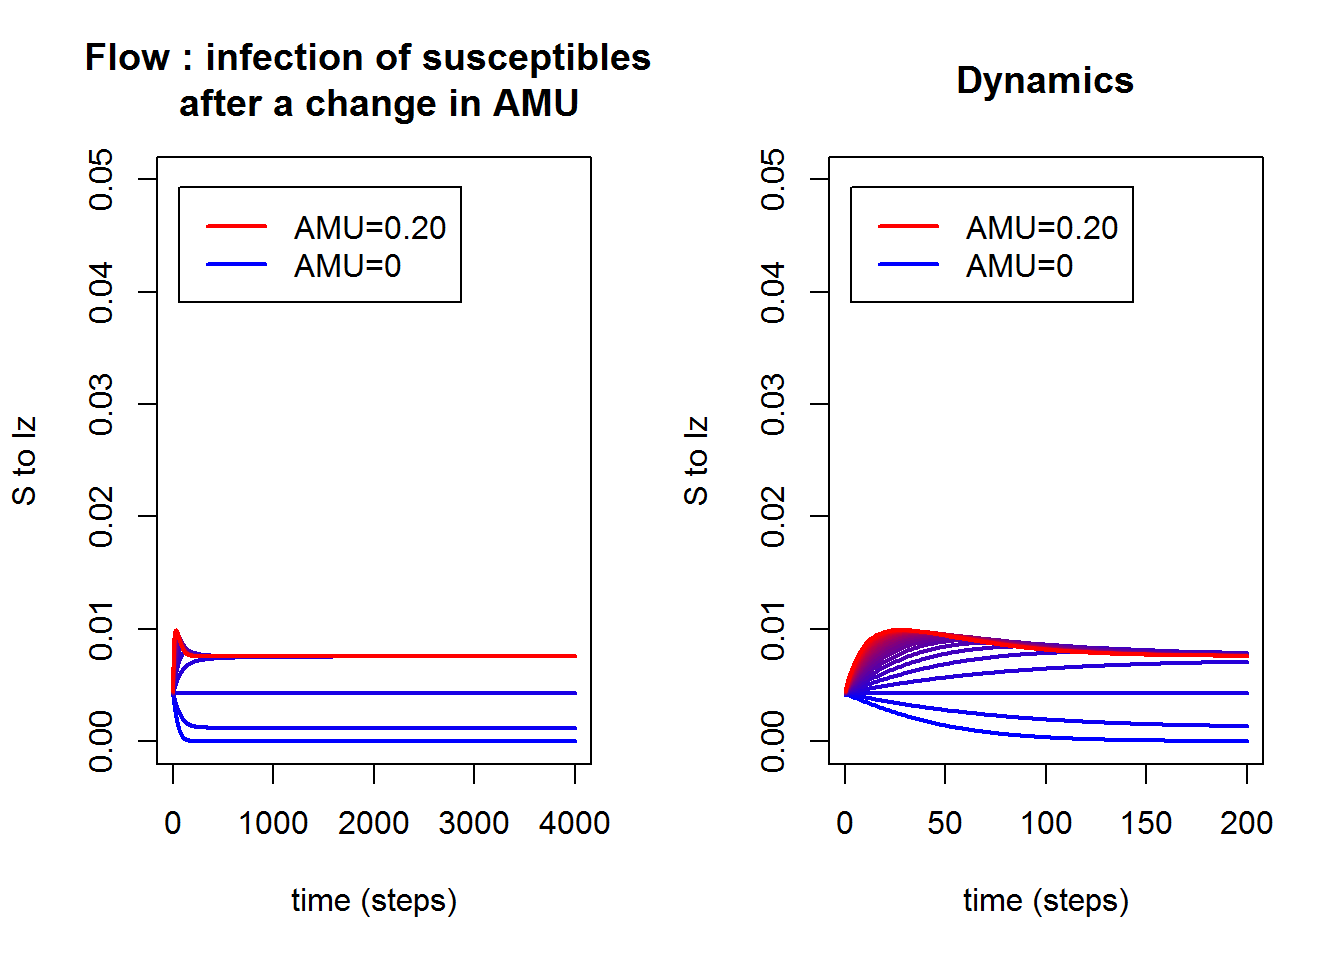 Flow : infection of susceptibles
after a change in AMU
0.05
0.04
0.03
0.02
0.01
0.00
S to Iz
AMU=0.20
AMU=0
0 1000 2000 3000 4000
time (steps)
Dynamics
0.05
0.04
0.03
0.02
0.01
0.00
S to Iz
AMU=0.20
AMU=0
0 50 100 150 200
time (steps)